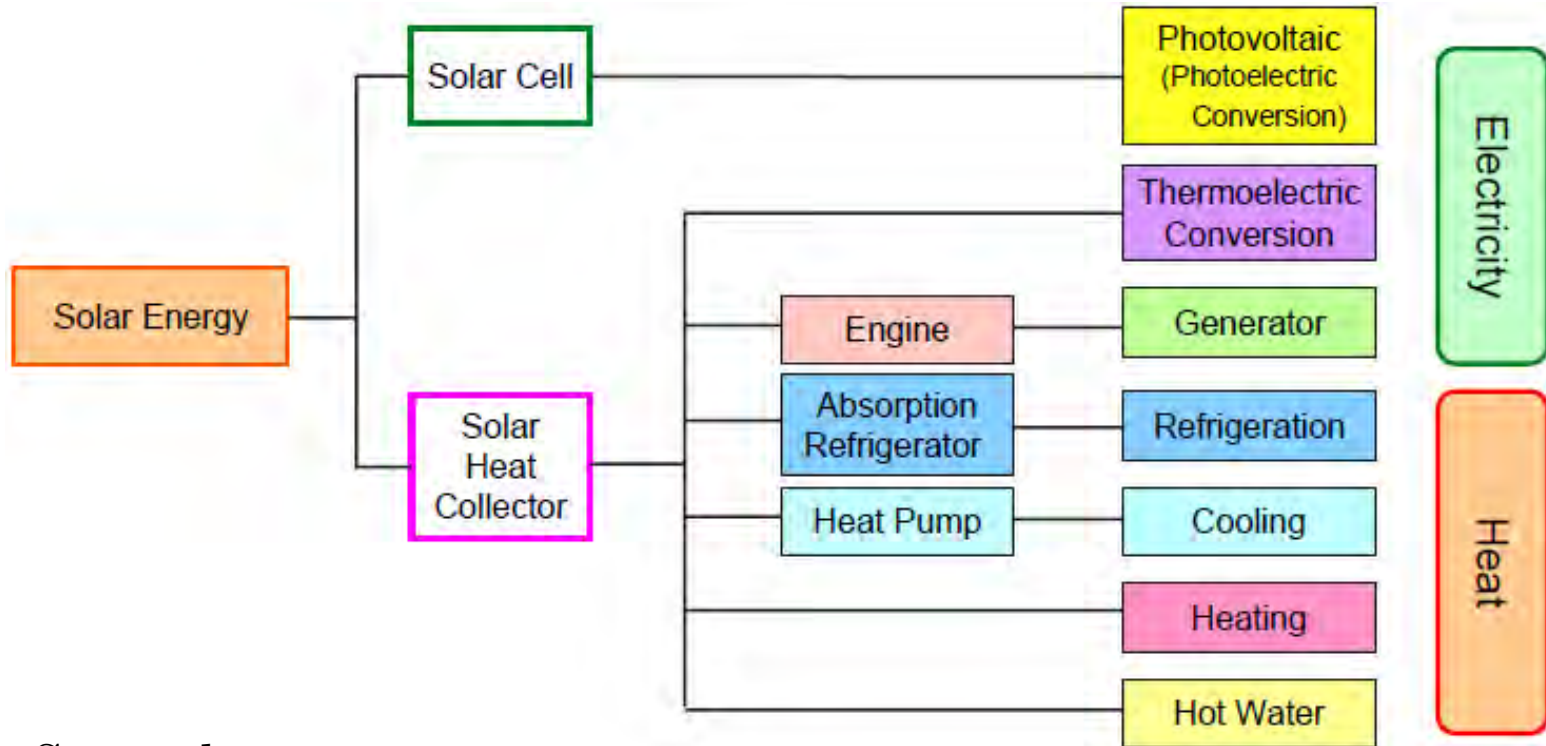 Solar Energy
Solar Cell
Solar
Heat
Collector
Engine
Absorption
Refrigerator
Heat Pump
Photovoltaic
(Photoelectric
Conversion)
Thermoelectric
Conversion
Generator
Refrigeration
Cooling
Heating
Hot Water
Electricity
Heat